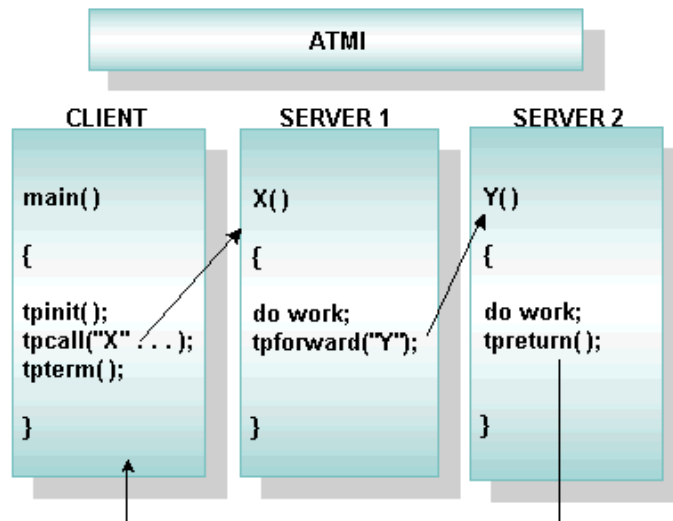 ATMI
CLIENT
main()
{
tpinit();
tpcall("X" . . . );
tpterm();
}
SERVER 1
X()
{
do work;
tpforward("Y");
}
SERVER 2
Y()
{
do work;
tpreturn();
}